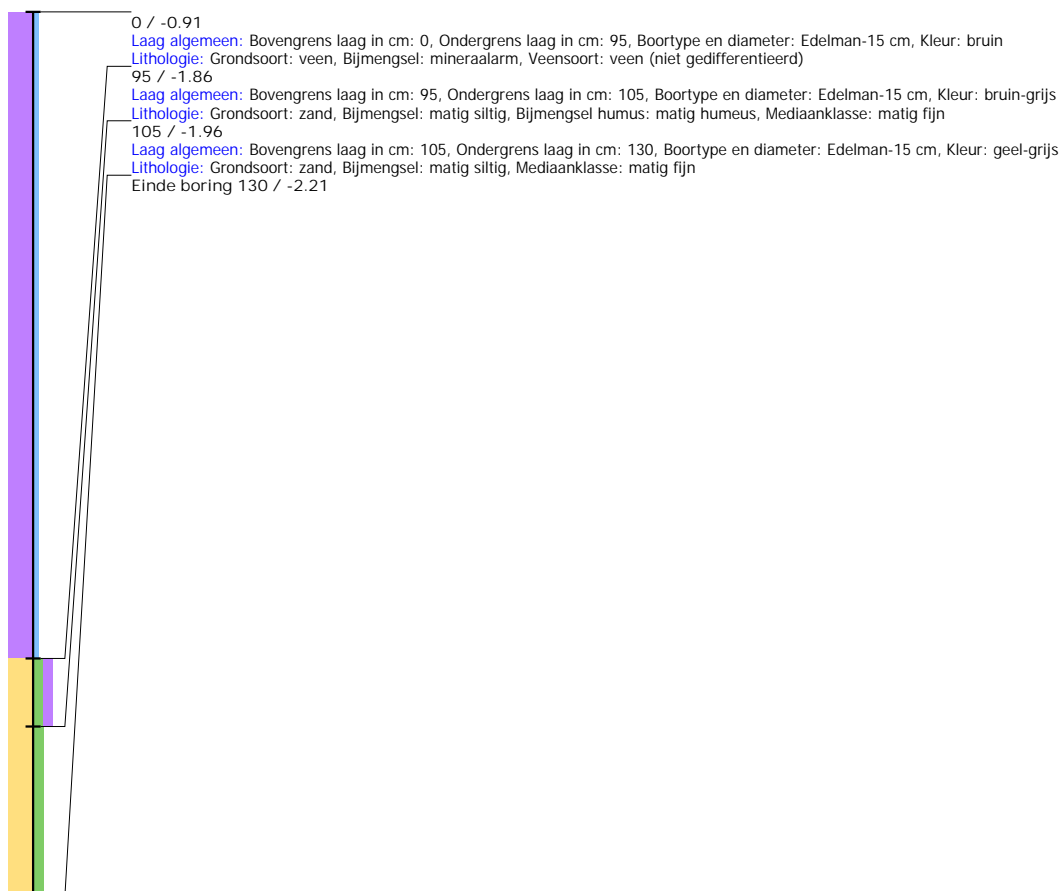 0 / -0.91
Laag algemeen: Bovengrens laag in cm: 0, Ondergrens laag in cm: 95, Boortype en diameter: Edelman-15 cm, Kleur: bruin
Lithologie: Grondsoort: veen, Bijmengsel: mineraalarm, Veensoort: veen (niet gedifferentieerd)
95 / -1.86
Laag algemeen: Bovengrens laag in cm: 95, Ondergrens laag in cm: 105, Boortype en diameter: Edelman-15 cm, Kleur: bruin-grijs
Lithologie: Grondsoort: zand, Bijmengsel: matig siltig, Bijmengsel humus: matig humeus, Mediaanklasse: matig fijn
105 / -1.96
Laag algemeen: Bovengrens laag in cm: 105, Ondergrens laag in cm: 130, Boortype en diameter: Edelman-15 cm, Kleur: geel-grijs
Lithologie: Grondsoort: zand, Bijmengsel: matig siltig, Mediaanklasse: matig fijn
Einde boring 130 / -2.21